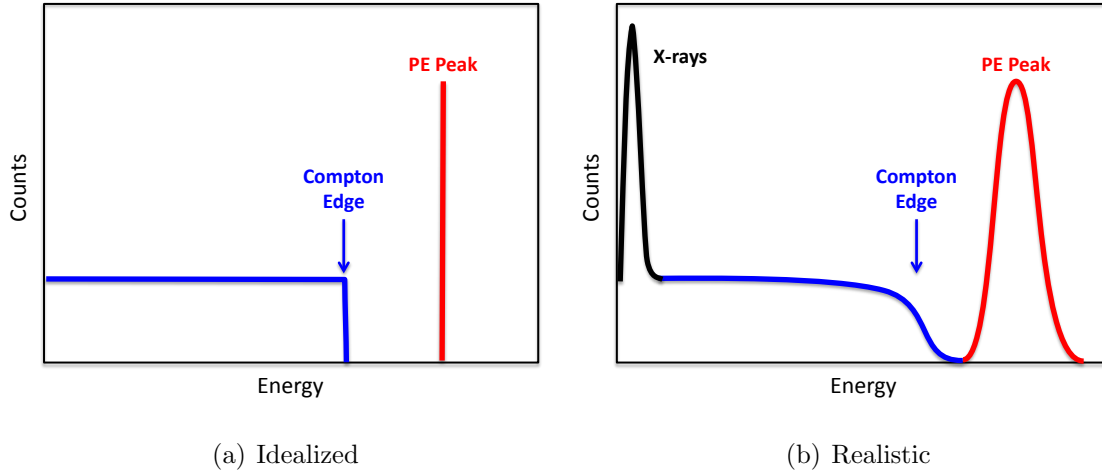 PE Peak
Compton
Edge
Counts
Energy
(a) Idealized
X-rays
PE Peak
Compton
Edge
Counts
Energy
(b) Realistic